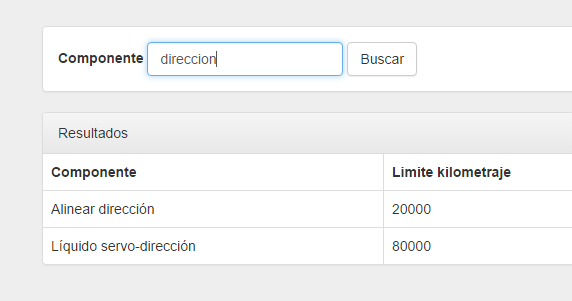 Componente direccion Buscar
Resultados
Componente Limite kilometraje
Alinear dirección 20000
Líquido servo-dirección 80000